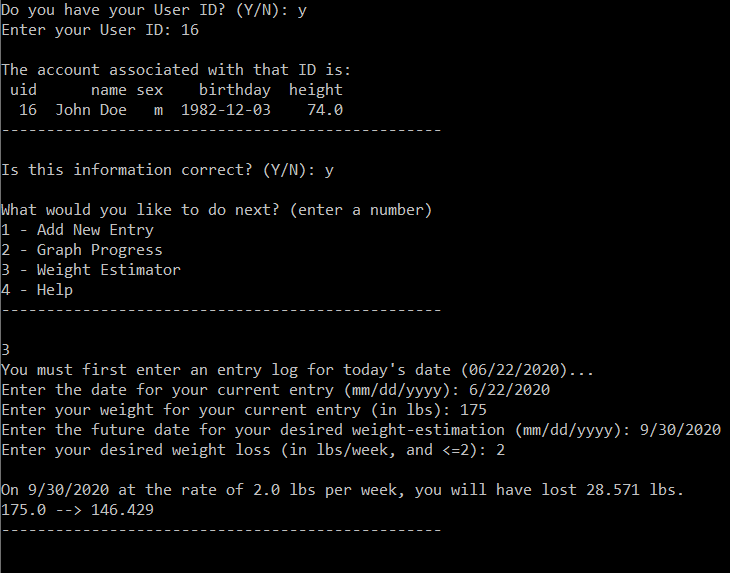 Do you have your User ID? (Y/N): y
Enter your User ID: 16
The account associated with that ID is:
uid name sex birthday height
16 John Doe m 1982-12-03 74.0
-------------------------------------------------
Is this information correct? (Y/N): y
What would you like to do next? (enter a number)
1 - Add New Entry
2 - Graph Progress
3 - Weight Estimator
4 - Help
-------------------------------------------------
3
You must first enter an entry log for today's date (06/22/2020)...
Enter the date for your current entry (mm/dd/yyyy): 6/22/2020
Enter your weight for your current entry (in lbs): 175
Enter the future date for your desired weight-estimation (mm/dd/yyyy): 9/30/2020
Enter your desired weight loss (in lbs/week, and <=2): 2
On 9/30/2020 at the rate of 2.0 lbs per week, you will have lost 28.571 lbs.
175.0 --> 146.429
-------------------------------------------------